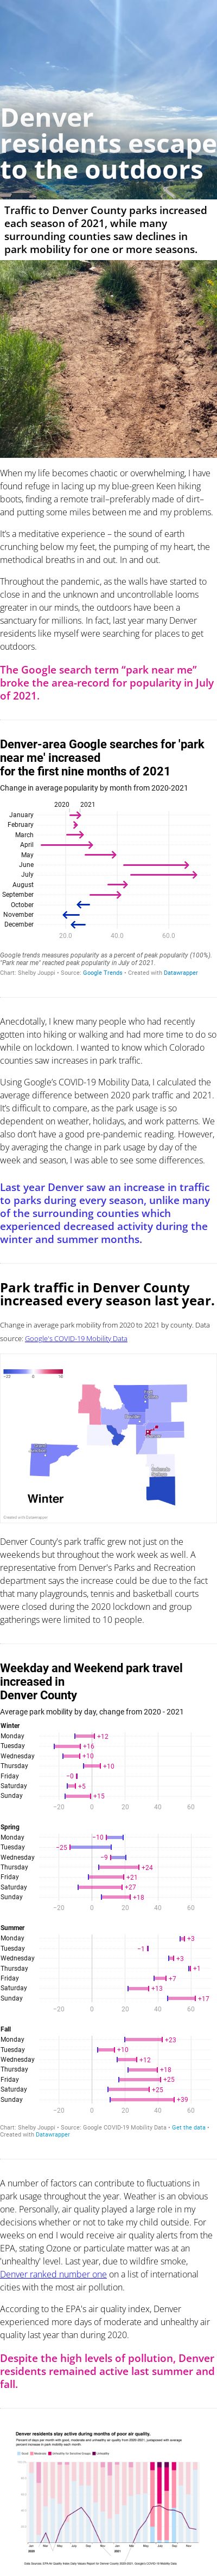 Denver
residents escape
to the outdoors
Traffic to Denver County parks increased
each season of 2021, while many
surrounding counties saw declines in
park mobility for one or more seasons.
When my life becomes chaotic or overwhelming, I have
found refuge in lacing up my blue-green Keen hiking
boots, finding a remote trail–preferably made of dirt–
and putting some miles between me and my problems.
It's a meditative experience – the sound of earth
crunching below my feet, the pumping of my heart, the
methodical breaths in and out. In and out.
Throughout the pandemic, as the walls have started to
close in and the unknown and uncontrollable looms
greater in our minds, the outdoors have been a
sanctuary for millions. In fact, last year many Denver
residents like myself were searching for places to get
outdoors.
The Google search term "park near me"
broke the area-record for popularity in July
of 2021.
Denver-area Google searches for 'park
near me' increased
for the first nine months of 2021
Change in average popularity by month from 2020-2021
2020 2021
January
February
March
April
May
June
July
August
September
October
November
December
20.0 40.0 60.0
Google trends measures popularity as a percent of peak popularity (100%).
"Park near me" reached peak popularity in July of 2021.
Chart: Shelby Jouppi • Source: Google Trends • Created with Datawrapper
Anecdotally, I knew many people who had recently
gotten into hiking or walking and had more time to do so
while on lockdown. I wanted to know which Colorado
counties saw increases in park traffic.
Using Google's COVID-19 Mobility Data, I calculated the
average difference between 2020 park traffic and 2021.
It's difficult to compare, as the park usage is so
dependent on weather, holidays, and work patterns. We
also don't have a good pre-pandemic reading. However,
by averaging the change in park usage by day of the
week and season, I was able to see some differences.
Last year Denver saw an increase in traffic
to parks during every season, unlike many
of the surrounding counties which
experienced decreased activity during the
winter and summer months.
Park traffic in Denver County
increased every season last year.
Change in average park mobility from 2020 to 2021 by county. Data
source: Google's COVID-19 Mobility Data
Winter
Created with Datawrapper
Denver County's park traffic grew not just on the
weekends but throughout the work week as well. A
representative from Denver's Parks and Recreation
department says the increase could be due to the fact
that many playgrounds, tennis and basketball courts
were closed during the 2020 lockdown and group
gatherings were limited to 10 people.
Weekday and Weekend park travel
increased in
Denver County
Average park mobility by day, change from 2020 - 2021
Winter
Monday +12
Tuesday +16
Wednesday +10
Thursday +10
Friday −0
Saturday +5
Sunday +15
−20 0 20 40 60
Spring
Monday −10
Tuesday −25
Wednesday −9
Thursday +24
Friday +21
Saturday +27
Sunday +18
−20 0 20 40 60
Summer
Monday +3
Tuesday −1
Wednesday +3
Thursday +1
Friday +7
Saturday +13
Sunday +17
−20 0 20 40 60
Fall
Monday +23
Tuesday +10
Wednesday +12
Thursday +18
Friday +25
Saturday +25
Sunday +39
−20 0 20 40 60
Chart: Shelby Jouppi • Source: Google COVID-19 Mobility Data • Get the data •
Created with Datawrapper
A number of factors can contribute to fluctuations in
park usage throughout the year. Weather is an obvious
one. Personally, air quality played a large role in my
decisions whether or not to take my child outside. For
weeks on end I would receive air quality alerts from the
EPA, stating Ozone or particulate matter was at an
'unhealthy' level. Last year, due to wildfire smoke,
Denver ranked number one on a list of international
cities with the most air pollution.
According to the EPA's air quality index, Denver
experienced more days of moderate and unhealthy air
quality last year than during 2020.
Despite the high levels of pollution, Denver
residents remained active last summer and
fall.
Denver residents stay active during months of poor air quality.